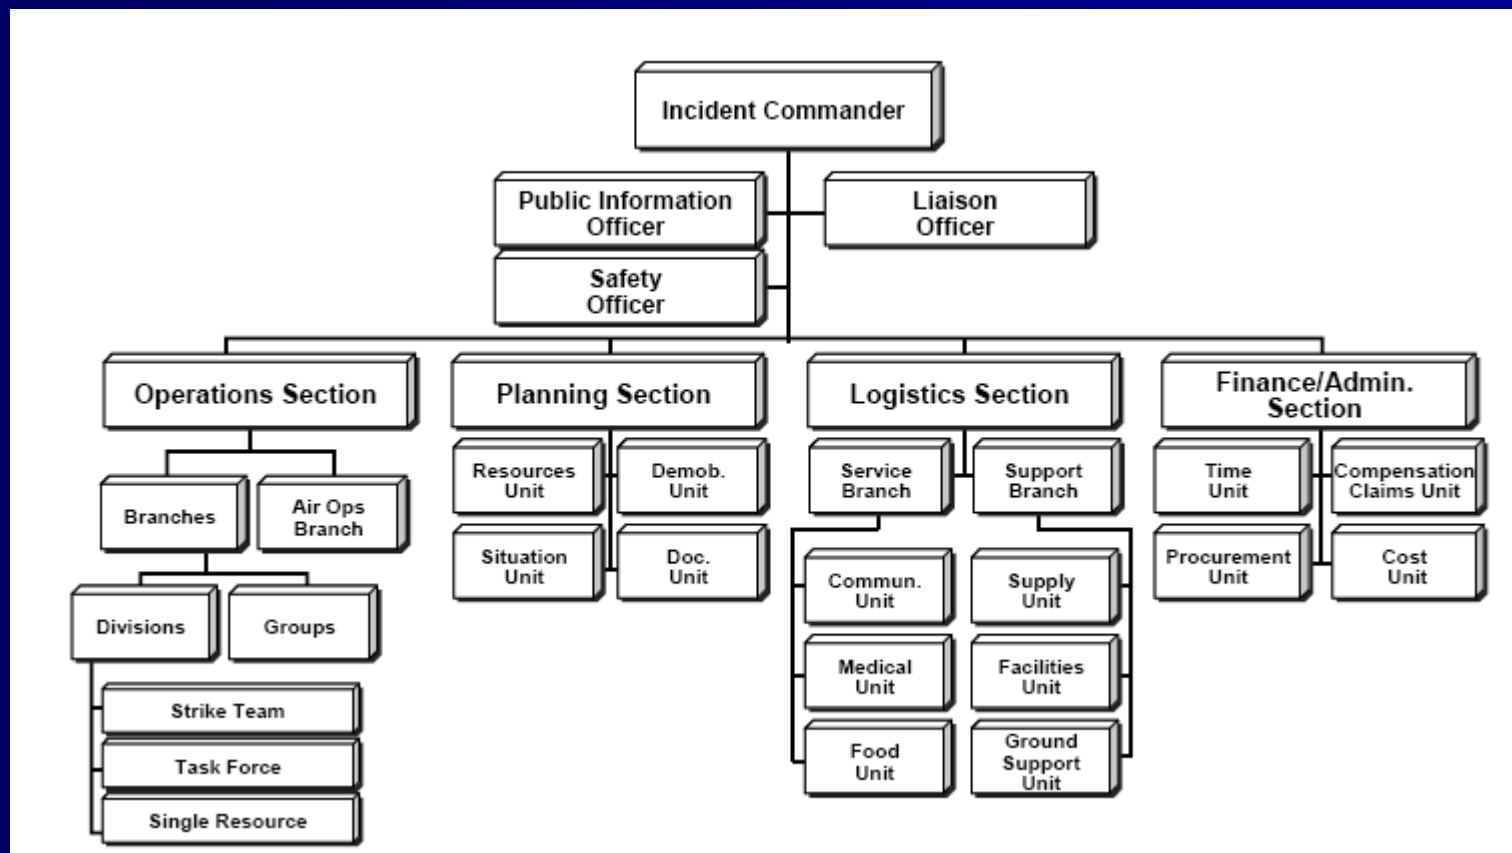 Incident Commander
Public Information
Officer
Liaison
Officer
Safety
Officer
Operations Section
Planning Section
Logistics Section
Finance/Admin.
Section
Resources
Unit
Demob.
Unit
Service
Branch
Support
Branch
Time
Unit
Compensation
Claims Unit
Branches
Air Ops
Branch
Situation
Unit
Doc.
Unit
Procurement
Unit
Cost
Unit
Commun.
Unit
Supply
Unit
Divisions
Groups
Medical
Unit
Facilities
Unit
Strike Team
Task Force
Single Resource
Food
Unit
Ground
Support
Unit